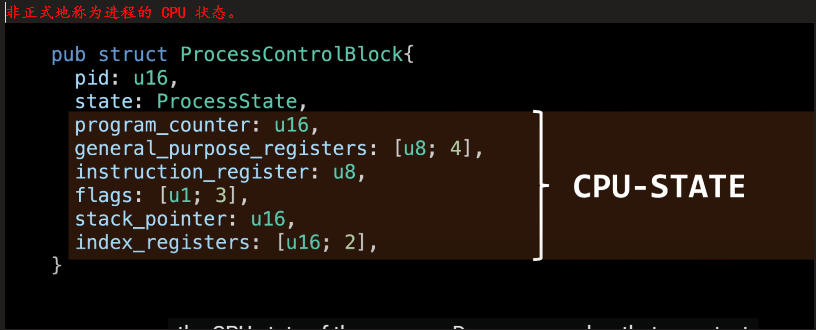 非正式地称为进程的 CPU 状态。
pub struct ProcessControlBlock{
pid: u16,
state: ProcessState,
program_counter: u16,
general_purpose_registers: [u8; 4],
instruction_register: u8,
flags: [u1; 3],
stack_pointer: u16,
index_registers: [u16; 2],
}
CPU-STATE